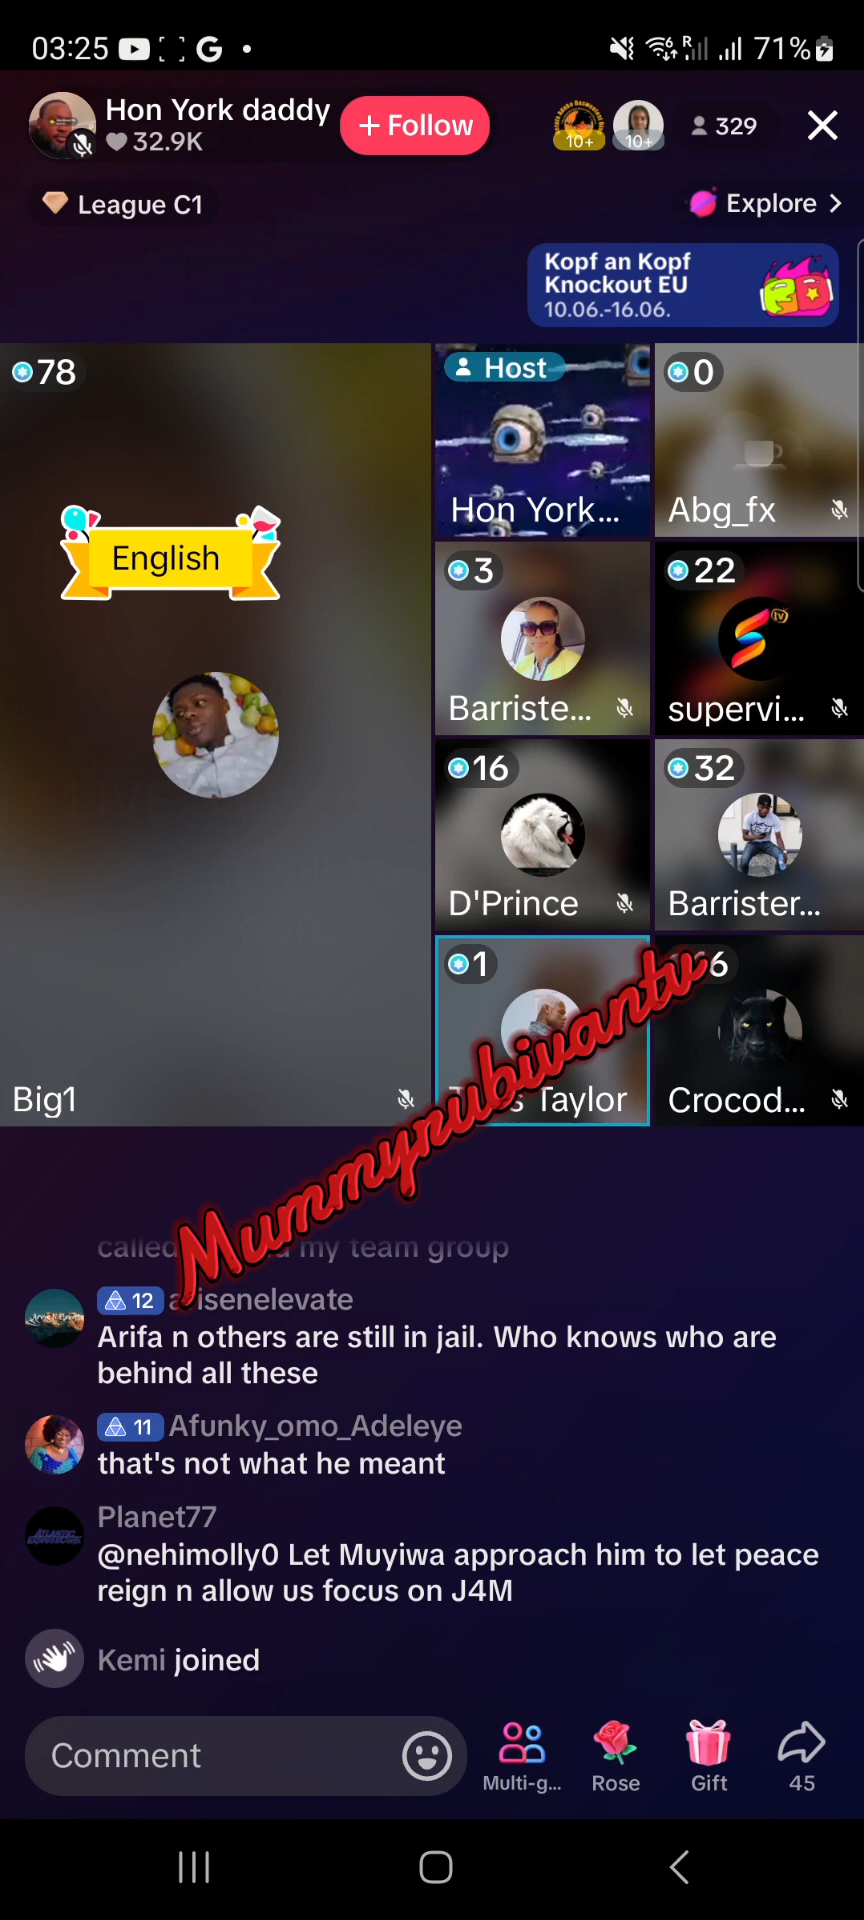 03:25
G
R
71%
Hon York daddy
32.9K
+ Follow
10+
10+
329
League C1
Explore
Kopf an Kopf
Knockout EU
10.06.-16.06.
78
Host
0
Hon York...
Abg_fx
English
3
22
tv
Barriste...
supervi...
16
32
D'Prince
Barrister...
1
6
Taylor
Crocod...
Big1
Mummyrubivantv
called
my team group
12
isenelevate
Arifa n others are still in jail. Who knows who are
behind all these
11 Afunky_omo_Adeleye
that's not what he meant
Planet77
@nehimolly0 Let Muyiwa approach him to let peace
reign n allow us focus on J4M
Kemi joined
Comment
Multi-g...
Rose
Gift
45